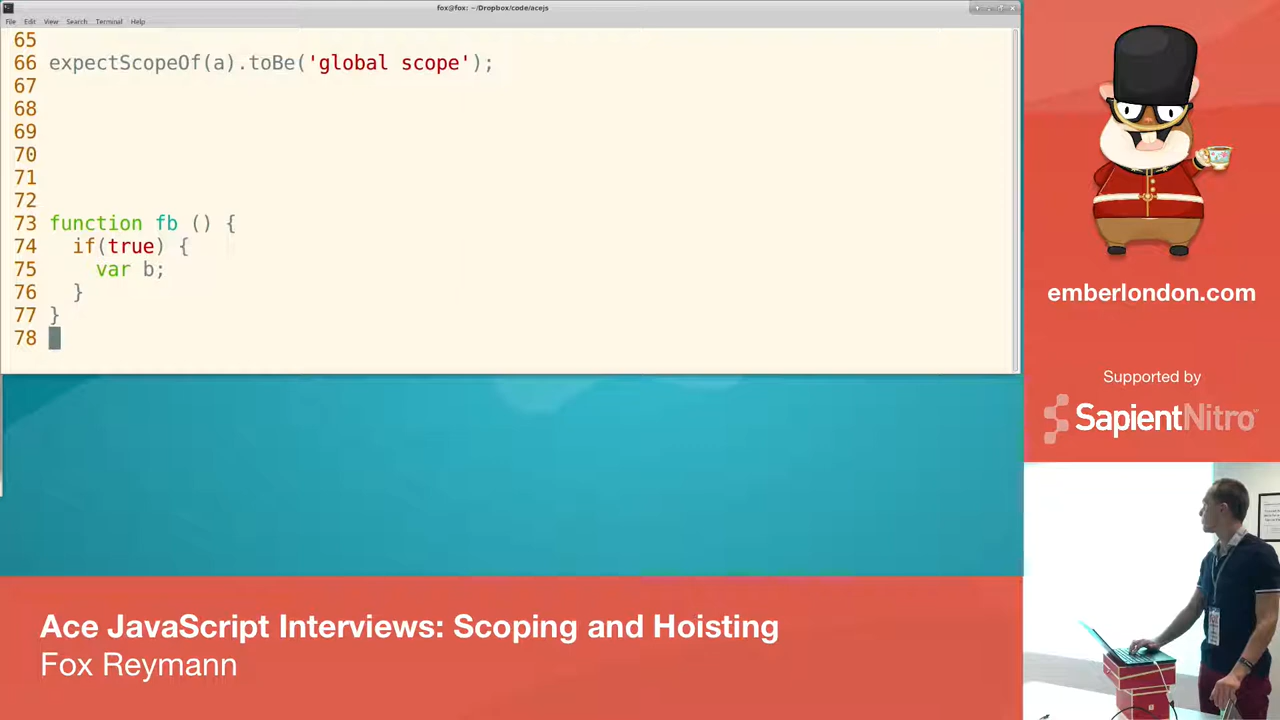 fox@fox: ~/Dropbox/code/acejs
File Edit View Search Terminal Help
65
66 expectScopeOf(a).toBe('global scope');
67
68
69
70
71
72
73 function fb () {
74 if(true) {
75 var b;
76 }
77 }
78
emberlondon.com
Supported by
SapientNitro
Ace JavaScript Interviews: Scoping and Hoisting
Fox Reymann